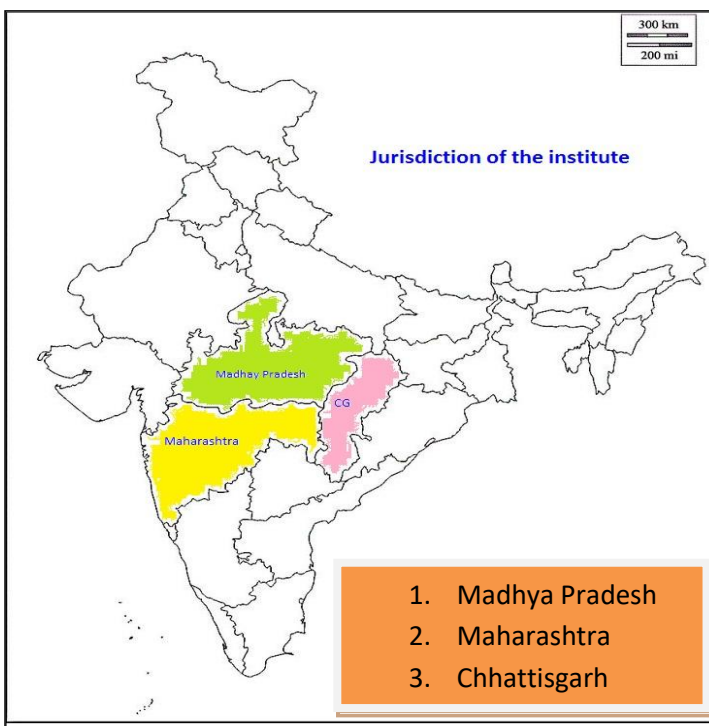 300 km
200 mi
Jurisdiction of the institute
Madhay Pradesh
CG
Maharashtra
1. Madhya Pradesh
2. Maharashtra
3. Chhattisgarh